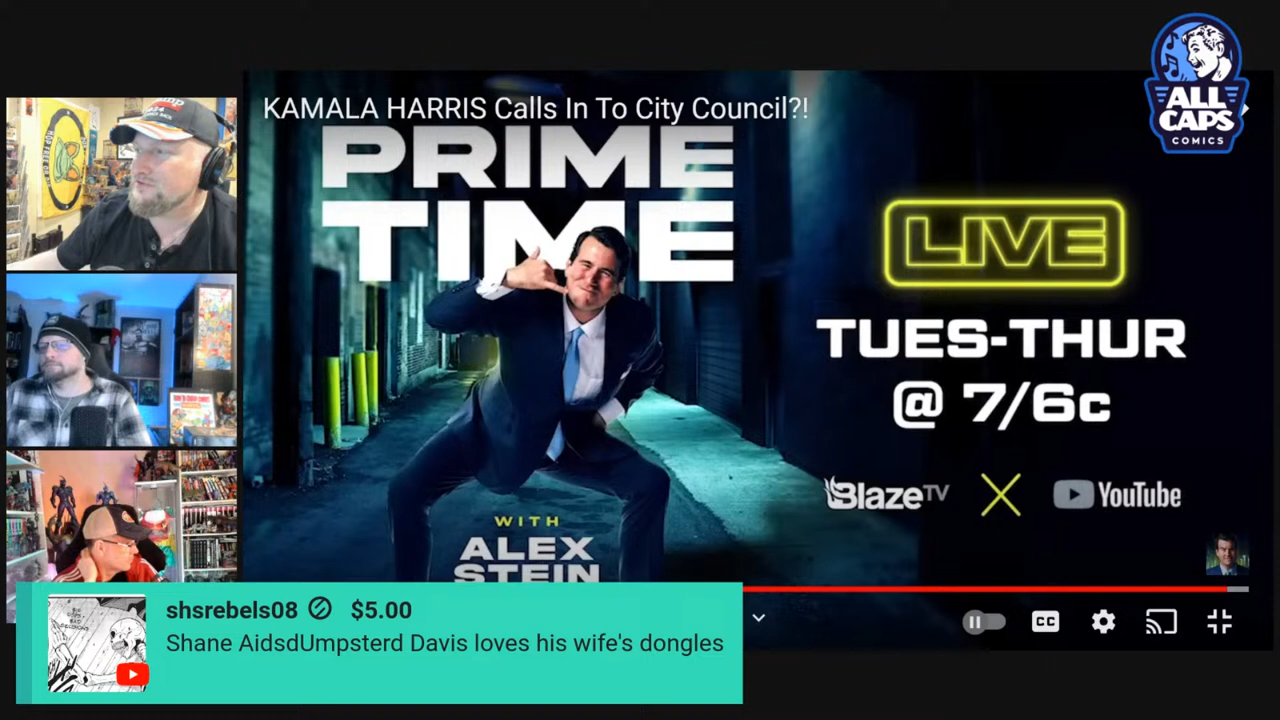 KAMALA HARRIS Calls In To City Council?!
ALL
CAPS
COMICS
PRIME
TIME
LIVE
TUES-THUR
@ 7/6c
BlazeTV
X
YouTube
WITH
ALEX
STEIN
CC
shsrebels08 $5.00
Shane AidsdUmpsterd Davis loves his wife's dongles